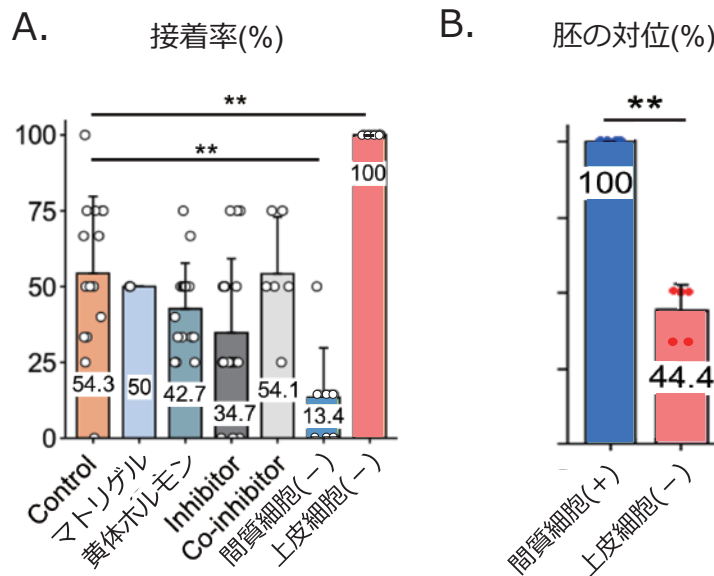 A.
接着率(%)
**
**
100
75
50
25
0
54.3
50
42.7
34.7
54.1
13.4
100
Control
マトリゲル
黄体ホルモン
Inhibitor
Co-inhibitor
間質細胞(－)
上皮細胞(－)
B.
胚の対位(%)
**
100
44.4
間質細胞(+)
上皮細胞(－)